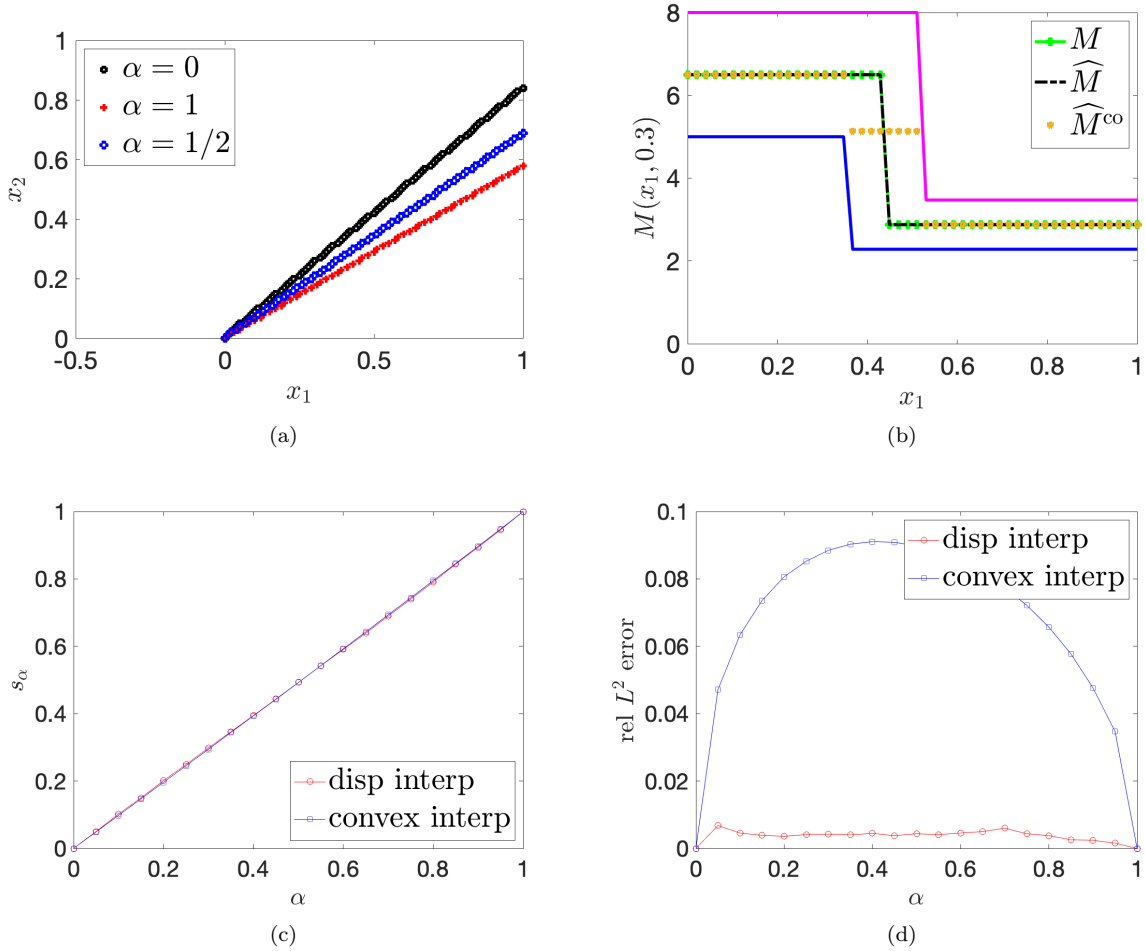 1
0.8
0.6
0.4
0.2
0
-0.5
0
0.5
1
x₂
x₁
α = 0
α = 1
α = 1/2
(a)
8
6
4
2
0
0
0.2
0.4
0.6
0.8
1
M(x₁, 0.3)
x₁
M
M̂
M̂ᶜᵒ
(b)
1
0.8
0.6
0.4
0.2
0
0
0.2
0.4
0.6
0.8
1
s_α
α
disp interp
convex interp
(c)
0.1
0.08
0.06
0.04
0.02
0
0
0.2
0.4
0.6
0.8
1
rel L² error
α
disp interp
convex interp
(d)